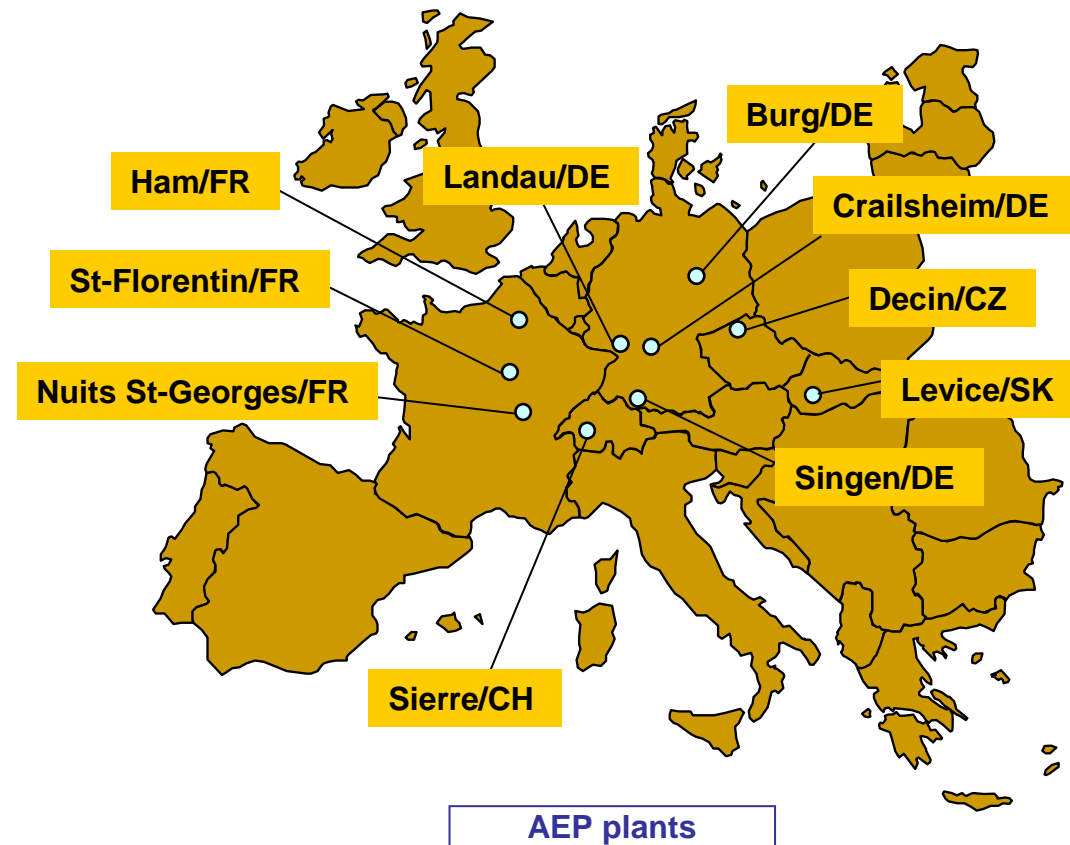 Burg/DE
Ham/FR
Landau/DE
Crailsheim/DE
St-Florentin/FR
Decin/CZ
Nuits St-Georges/FR
Levice/SK
Singen/DE
Sierre/CH
AEP plants